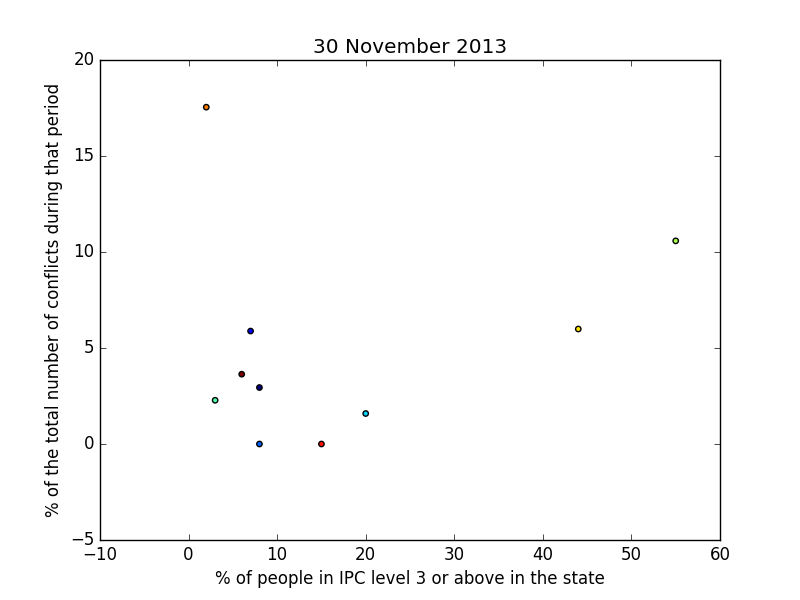 30 November 2013
% of the total number of conflicts during that period
20
15
10
5
0
−5
−10 0 10 20 30 40 50 60
% of people in IPC level 3 or above in the state